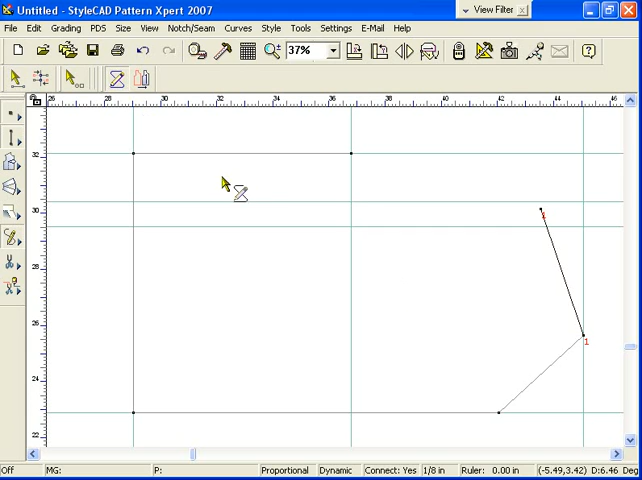 Untitled - StyleCAD Pattern Xpert 2007
View Filter x
File Edit Grading PDS Size View Notch/Seam Curves Style Tools Settings E-Mail Help
37%
26 28 30 32 34 36 38 40 42 44 46
32
30
28
26
24
22
1
1
Off MG: P: Proportional Dynamic Connect: Yes 1/8 in Ruler: 0.00 in (-5.49,3.42) D:6.46 Deg